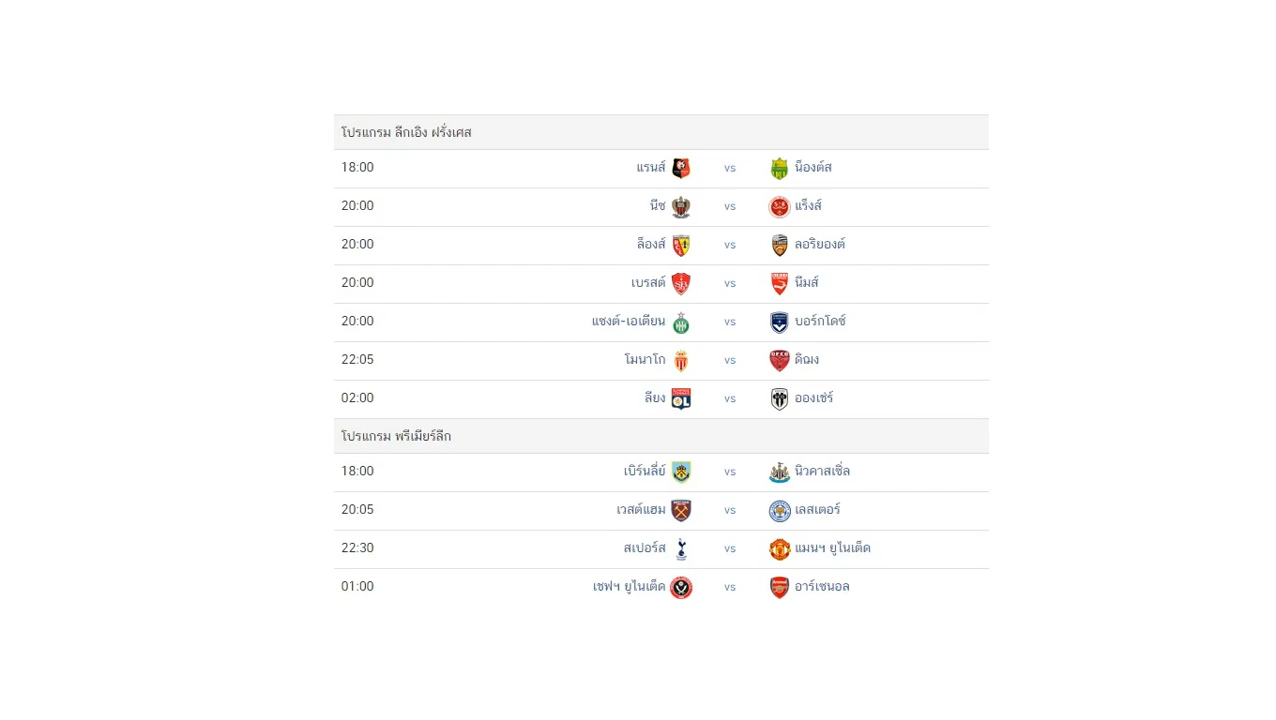 โปรแกรม ลีกเอิง ฝรั่งเศส
18:00 แรนส์ vs น็องต์ส
20:00 นีซ vs แร็งส์
20:00 ล็องส์ vs ลอริยองต์
20:00 เบรสต์ vs นีมส์
20:00 แซงต์-เอเตียน vs บอร์กโดซ์
22:05 โมนาโก vs ดิฌง
02:00 ลียง vs อองเช่ร์
โปรแกรม พรีเมียร์ลีก
18:00 เบิร์นลี่ย์ vs นิวคาสเซิ่ล
20:05 เวสต์แฮม vs เลสเตอร์
22:30 สเปอร์ส vs แมนฯ ยูไนเต็ด
01:00 เชฟฯ ยูไนเต็ด vs อาร์เซนอล